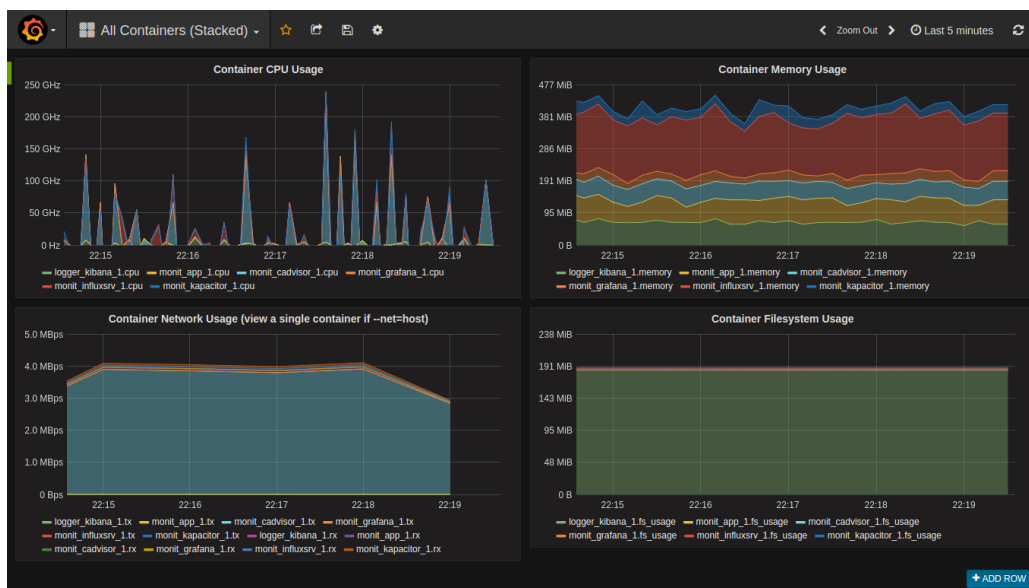 All Containers (Stacked)
Zoom Out
Last 5 minutes
Container CPU Usage
250 GHz
200 GHz
150 GHz
100 GHz
50 GHz
0 Hz
22:15 22:16 22:17 22:18 22:19
logger_kibana_1.cpu monit_app_1.cpu monit_cadvisor_1.cpu monit_grafana_1.cpu
monit_influxsrv_1.cpu monit_kapacitor_1.cpu
Container Memory Usage
477 MiB
381 MiB
286 MiB
191 MiB
95 MiB
0 B
22:15 22:16 22:17 22:18 22:19
logger_kibana_1.memory monit_app_1.memory monit_cadvisor_1.memory
monit_grafana_1.memory monit_influxsrv_1.memory monit_kapacitor_1.memory
Container Network Usage (view a single container if --net=host)
5.0 MBps
4.0 MBps
3.0 MBps
2.0 MBps
1.0 MBps
0 Bps
22:15 22:16 22:17 22:18 22:19
logger_kibana_1.tx monit_app_1.tx monit_cadvisor_1.tx monit_grafana_1.tx
monit_influxsrv_1.tx monit_kapacitor_1.tx logger_kibana_1.rx monit_app_1.rx
monit_cadvisor_1.rx monit_grafana_1.rx monit_influxsrv_1.rx monit_kapacitor_1.rx
Container Filesystem Usage
238 MiB
191 MiB
143 MiB
95 MiB
48 MiB
0 B
22:15 22:16 22:17 22:18 22:19
logger_kibana_1.fs_usage monit_app_1.fs_usage monit_cadvisor_1.fs_usage
monit_grafana_1.fs_usage monit_influxsrv_1.fs_usage monit_kapacitor_1.fs_usage
+ ADD ROW